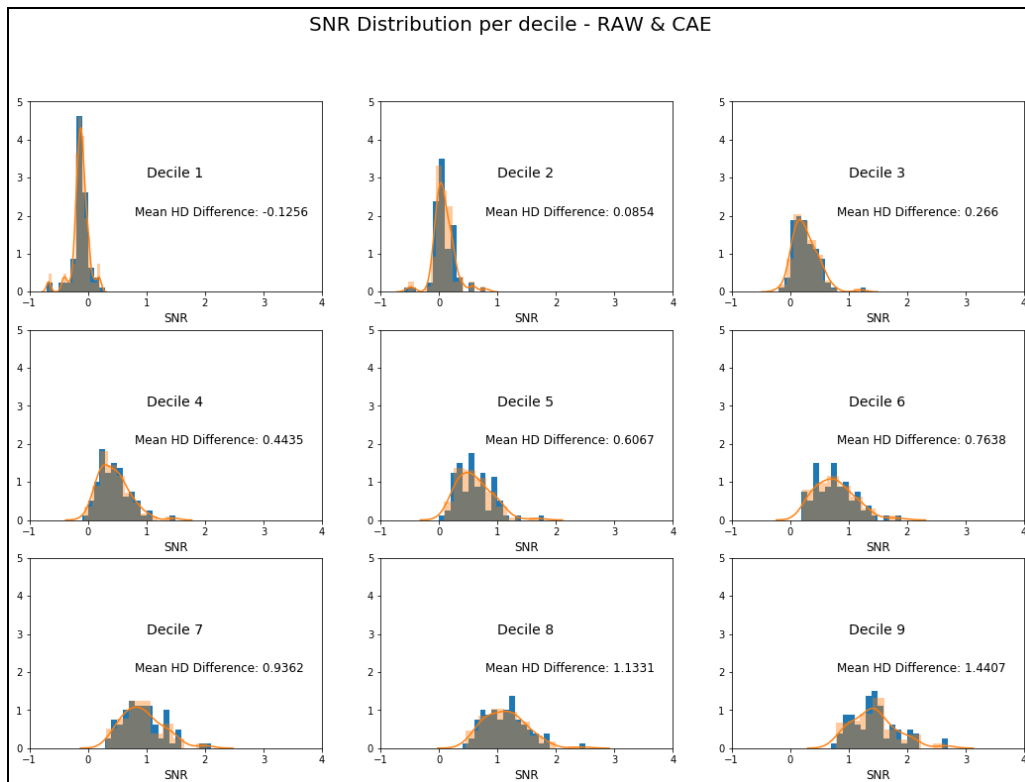 SNR Distribution per decile - RAW & CAE
5
4
3
2
1
0
Decile 1
Mean HD Difference: -0.1256
−1 0 1 2 3 4
SNR
5
4
3
2
1
0
Decile 2
Mean HD Difference: 0.0854
−1 0 1 2 3 4
SNR
5
4
3
2
1
0
Decile 3
Mean HD Difference: 0.266
−1 0 1 2 3 4
SNR
5
4
3
2
1
0
Decile 4
Mean HD Difference: 0.4435
−1 0 1 2 3 4
SNR
5
4
3
2
1
0
Decile 5
Mean HD Difference: 0.6067
−1 0 1 2 3 4
SNR
5
4
3
2
1
0
Decile 6
Mean HD Difference: 0.7638
−1 0 1 2 3 4
SNR
5
4
3
2
1
0
Decile 7
Mean HD Difference: 0.9362
−1 0 1 2 3 4
SNR
5
4
3
2
1
0
Decile 8
Mean HD Difference: 1.1331
−1 0 1 2 3 4
SNR
5
4
3
2
1
0
Decile 9
Mean HD Difference: 1.4407
−1 0 1 2 3 4
SNR